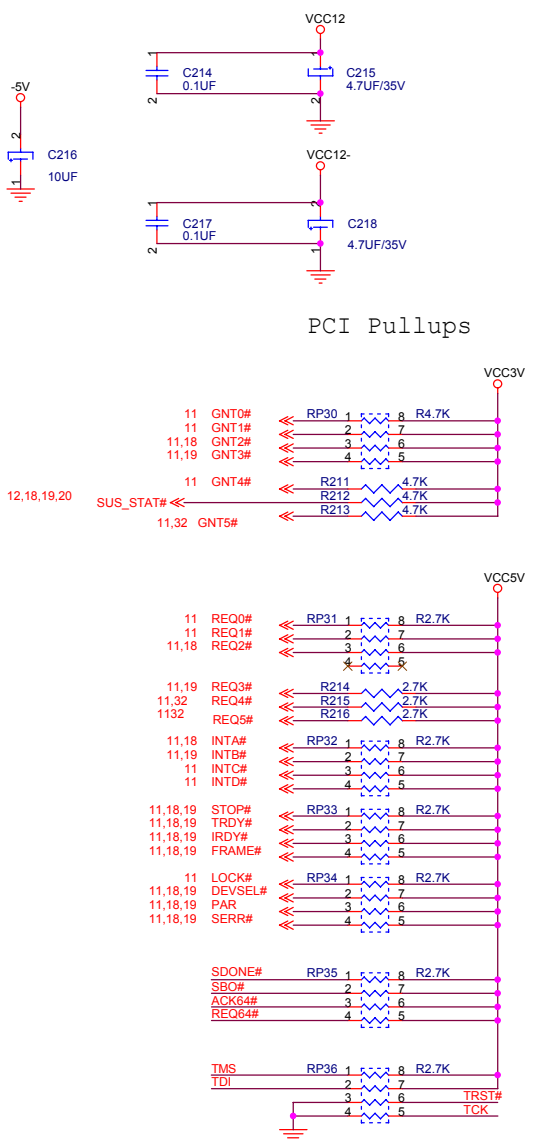 VCC12
1
1
C214
0.1UF
C215
4.7UF/35V
2
2
-5V
2
C216
10UF
1
VCC12-
1
2
C217
0.1UF
C218
4.7UF/35V
2
1
PCI Pullups
VCC3V
11 GNT0# RP30 1 8 R4.7K
11 GNT1# 2 7
11,18 GNT2# 3 6
11,19 GNT3# 4 5
11 GNT4# R211 4.7K
12,18,19,20 SUS_STAT# R212 4.7K
11,32 GNT5# R213 4.7K
VCC5V
11 REQ0# RP31 1 8 R2.7K
11 REQ1# 2 7
11,18 REQ2# 3 6
4 5
11,19 REQ3# R214 2.7K
11,32 REQ4# R215 2.7K
1132 REQ5# R216 2.7K
11,18 INTA# RP32 1 8 R2.7K
11,19 INTB# 2 7
11 INTC# 3 6
11 INTD# 4 5
11,18,19 STOP# RP33 1 8 R2.7K
11,18,19 TRDY# 2 7
11,18,19 IRDY# 3 6
11,18,19 FRAME# 4 5
11 LOCK# RP34 1 8 R2.7K
11,18,19 DEVSEL# 2 7
11,18,19 PAR 3 6
11,18,19 SERR# 4 5
SDONE# RP35 1 8 R2.7K
SBO# 2 7
ACK64# 3 6
REQ64# 4 5
TMS RP36 1 8 R2.7K
TDI 2 7
3 6 TRST#
4 5 TCK